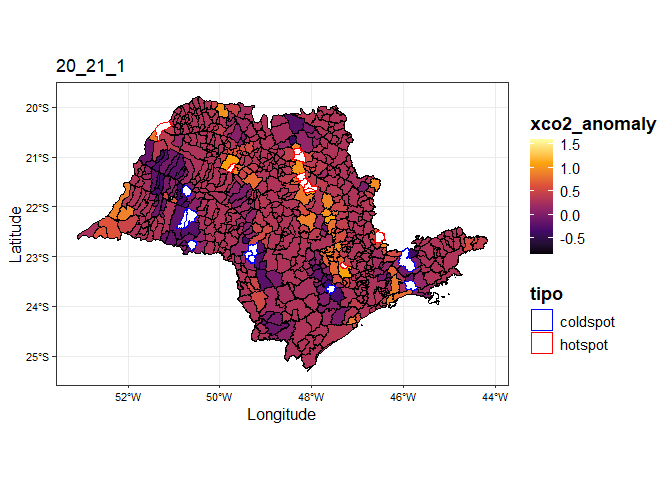 20_21_1
20°S
21°S
22°S
23°S
24°S
25°S
Latitude
52°W
50°W
48°W
46°W
44°W
Longitude
xco2_anomaly
1.5
1.0
0.5
0.0
-0.5
tipo
coldspot
hotspot